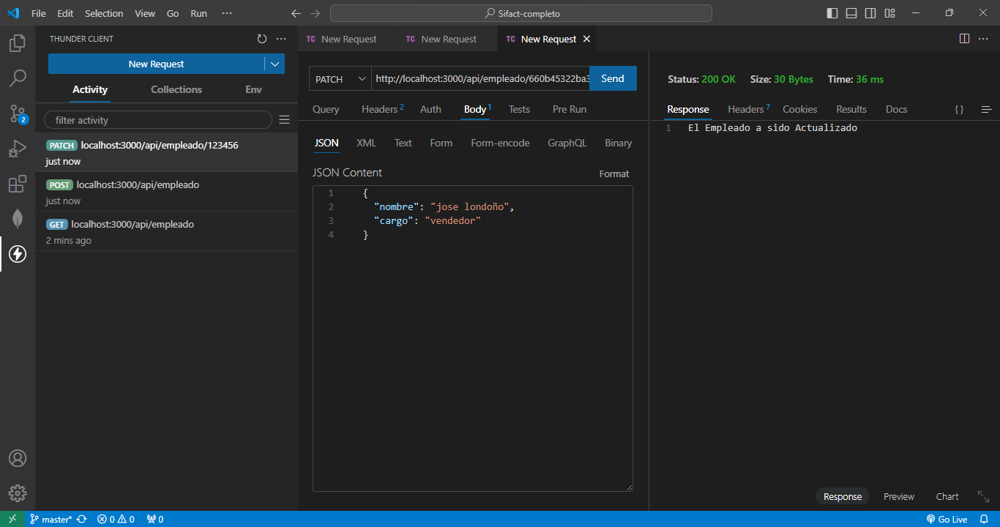 File Edit Selection View Go Run ··· Sifact-completo
THUNDER CLIENT
TC New Request TC New Request TC New Request
New Request
PATCH http://localhost:3000/api/empleado/660b45322ba3 Send
Status: 200 OK Size: 30 Bytes Time: 36 ms
Activity Collections Env
Query Headers 2 Auth Body 1 Tests Pre Run
Response Headers 7 Cookies Results Docs { }
filter activity
1 El Empleado a sido Actualizado
PATCH localhost:3000/api/empleado/123456
just now
JSON XML Text Form Form-encode GraphQL Binary
JSON Content Format
POST localhost:3000/api/empleado
just now
GET localhost:3000/api/empleado
2 mins ago
1 {
2 "nombre": "jose londoño",
3 "cargo": "vendedor"
4 }
2
Response Preview Chart
master* 0 0 0 Go Live